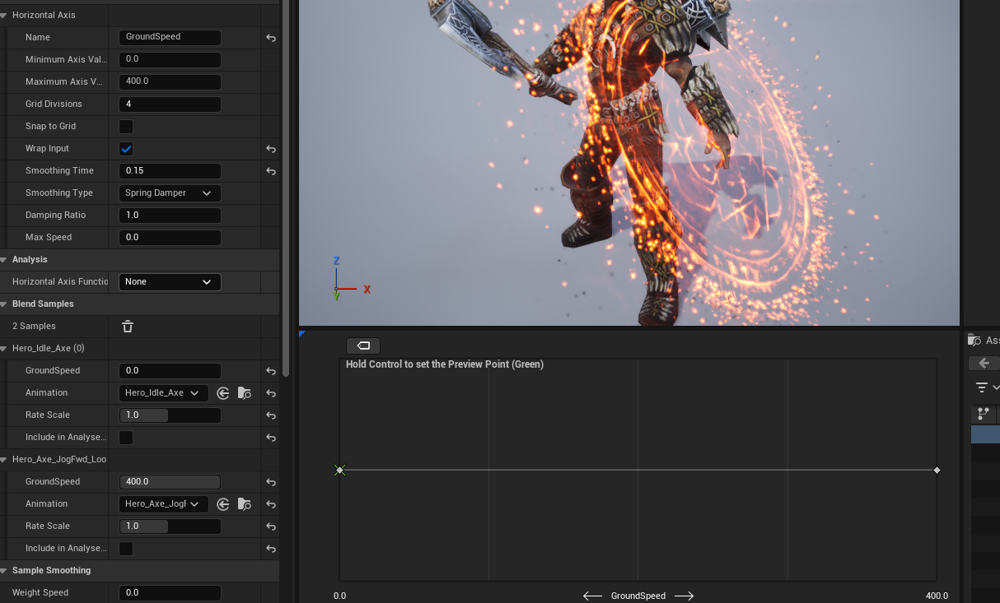 Horizontal Axis
Name GroundSpeed
Minimum Axis Val... 0.0
Maximum Axis V... 400.0
Grid Divisions 4
Snap to Grid
Wrap Input
Smoothing Time 0.15
Smoothing Type Spring Damper
Damping Ratio 1.0
Max Speed 0.0
Analysis
Horizontal Axis Functio None
Blend Samples
2 Samples
Hero_Idle_Axe (0)
GroundSpeed 0.0
Animation Hero_Idle_Axe
Rate Scale 1.0
Include in Analyse...
Hero_Axe_JogFwd_Loo
GroundSpeed 400.0
Animation Hero_Axe_Jogf
Rate Scale 1.0
Include in Analyse...
Sample Smoothing
Weight Speed 0.0
Z
X
Y
Hold Control to set the Preview Point (Green)
0.0 GroundSpeed 400.0
Ass